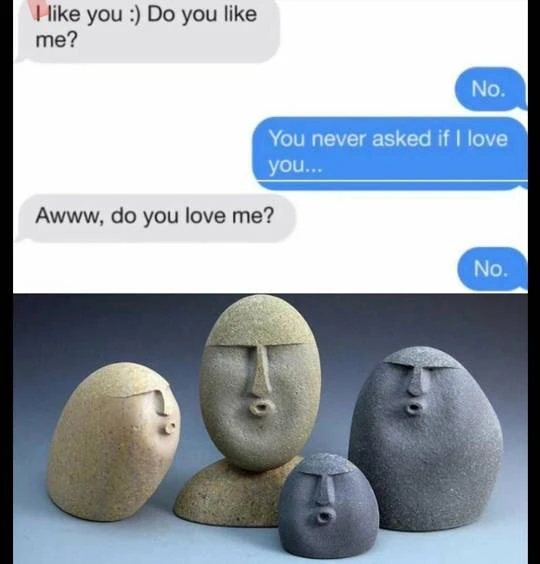 I like you :) Do you like
me?
No.
You never asked if I love
you...
Awww, do you love me?
No.